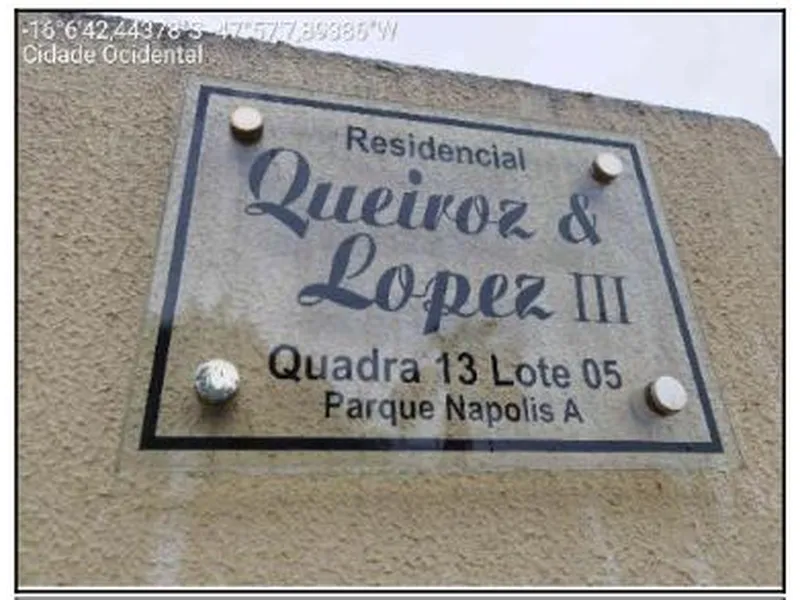 -16°6'42,44378"S -47°57'7,89386"W
Cidade Ocidental
Residencial
Queiroz &
Lopez III
Quadra 13 Lote 05
Parque Napolis A